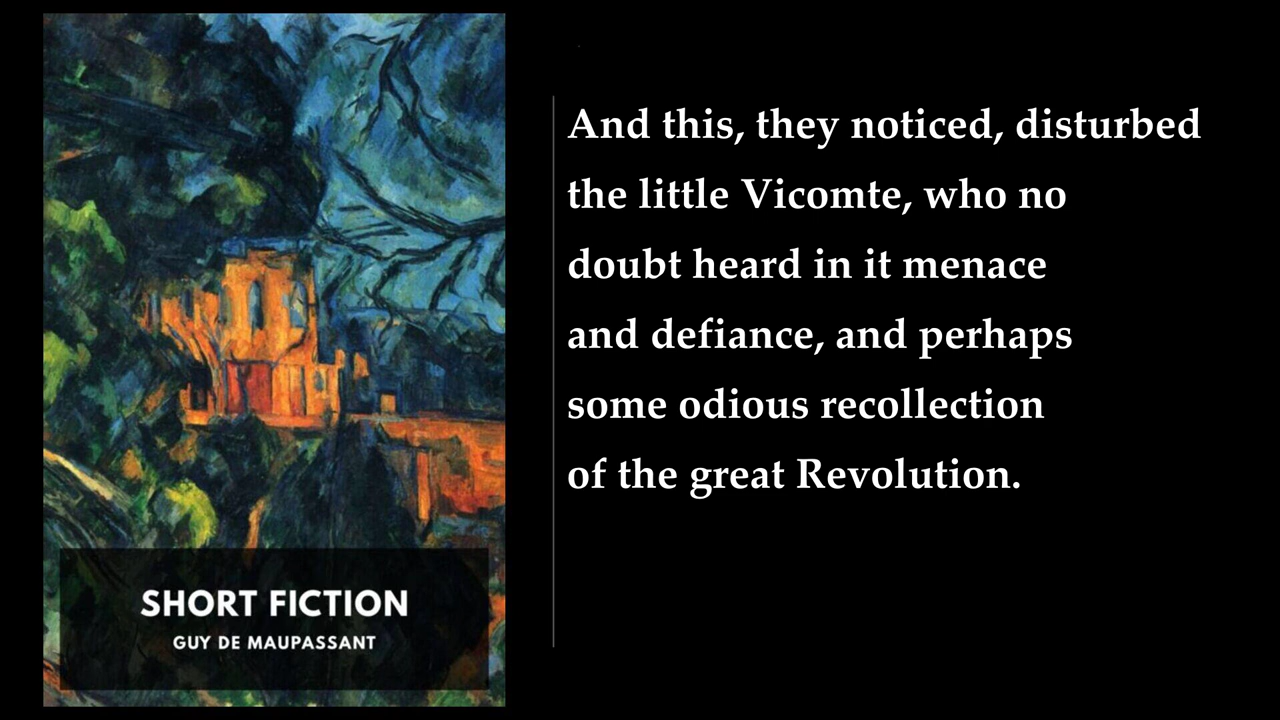 SHORT FICTION
GUY DE MAUPASSANT
And this, they noticed, disturbed
the little Vicomte, who no
doubt heard in it menace
and defiance, and perhaps
some odious recollection
of the great Revolution.